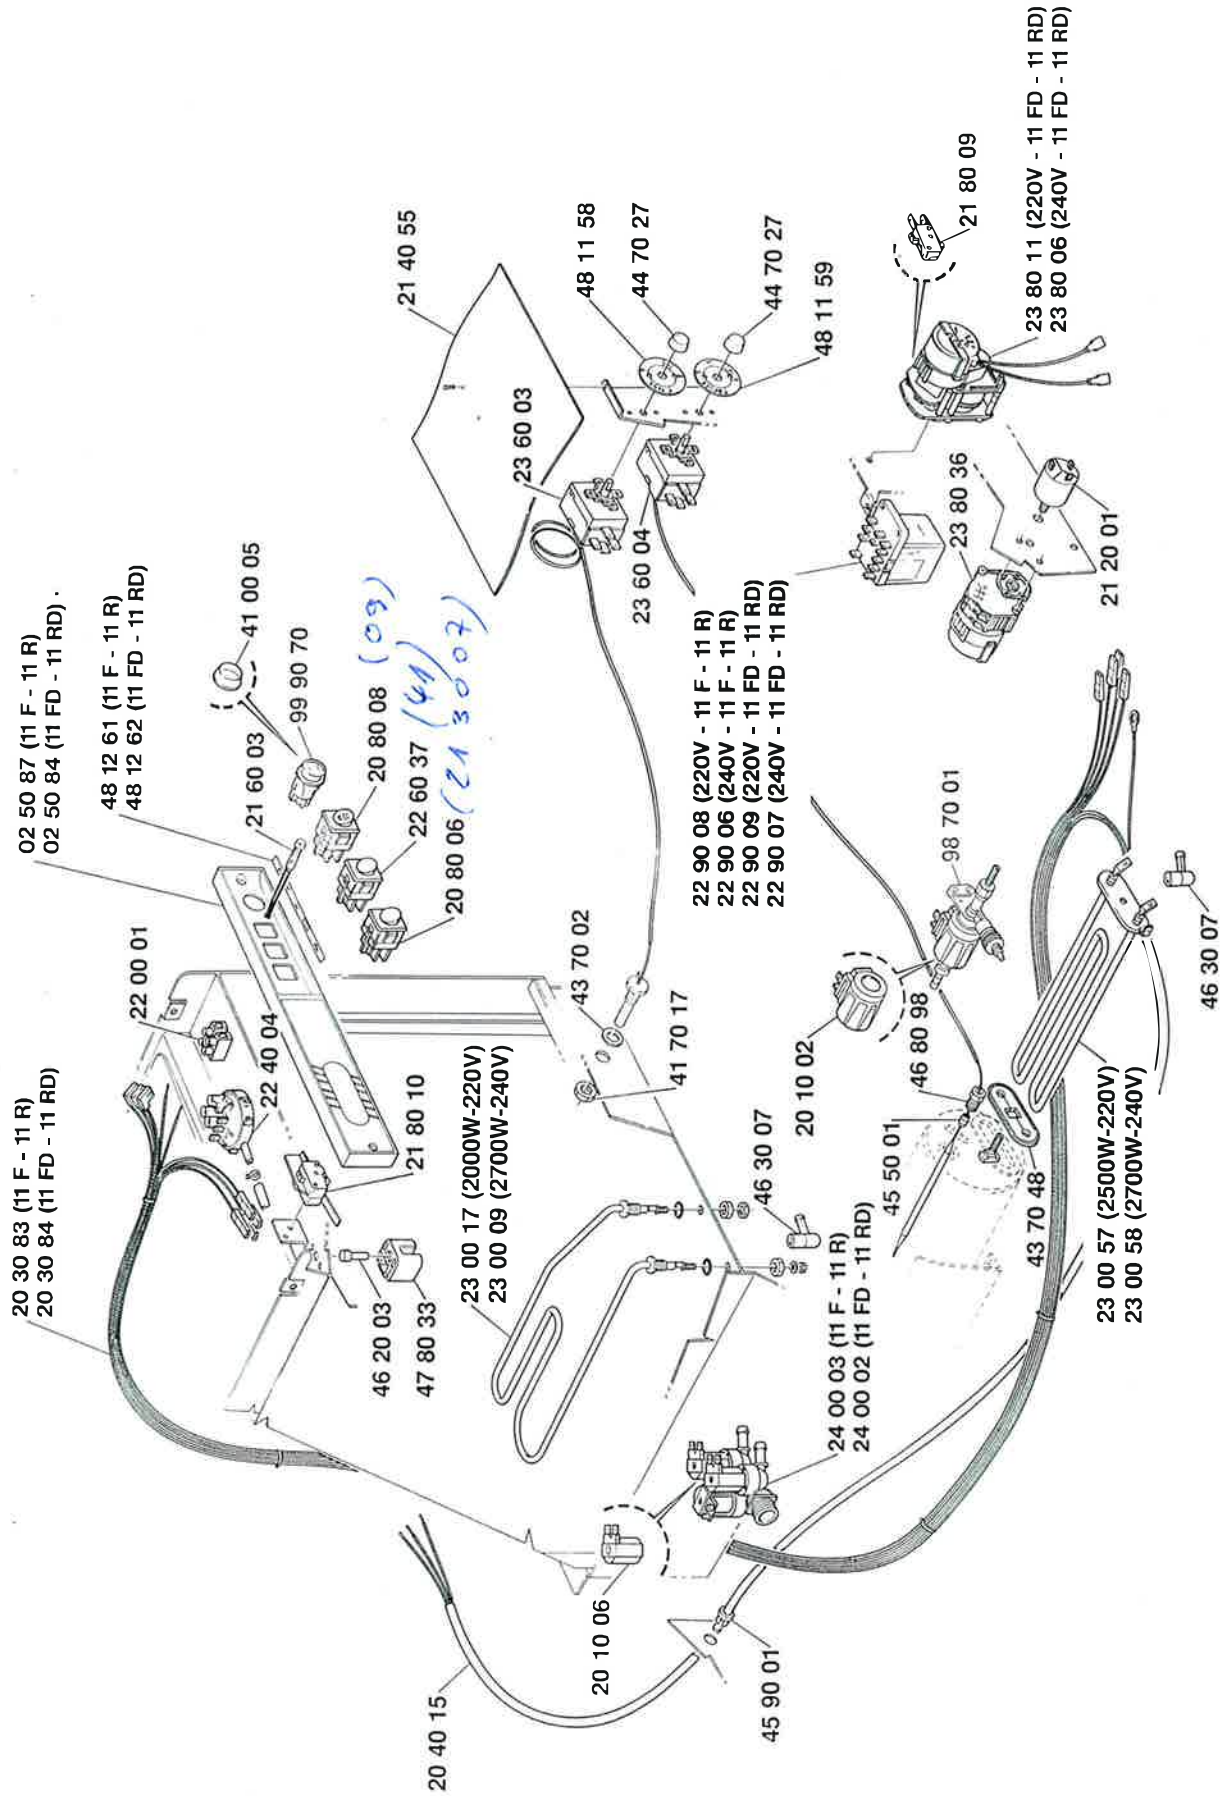 20 30 83 (11 F - 11 R)
20 30 84 (11 FD - 11 RD)
02 50 87 (11 F - 11 R)
02 50 84 (11 FD - 11 RD) .
48 12 61 (11 F - 11 R)
48 12 62 (11 FD - 11 RD)
22 00 01
22 40 04
21 60 03
41 00 05
99 90 70
20 80 08 (09)
22 60 37 (41)
20 80 06 (21 30 07)
21 80 10
46 20 03
47 80 33
21 40 55
23 60 03
48 11 58
44 70 27
44 70 27
48 11 59
23 60 04
43 70 02
41 70 17
23 00 17 (2000W-220V)
23 00 09 (2700W-240V)
46 30 07
22 90 08 (220V - 11 F - 11 R)
22 90 06 (240V - 11 F - 11 R)
22 90 09 (220V - 11 FD - 11 RD)
22 90 07 (240V - 11 FD - 11 RD)
21 80 09
23 80 11 (220V - 11 FD - 11 RD)
23 80 06 (240V - 11 FD - 11 RD)
23 80 36
21 20 01
20 40 15
20 10 06
45 90 01
24 00 03 (11 F - 11 R)
24 00 02 (11 FD - 11 RD)
20 10 02
98 70 01
46 80 98
45 50 01
43 70 48
23 00 57 (2500W-220V)
23 00 58 (2700W-240V)
46 30 07